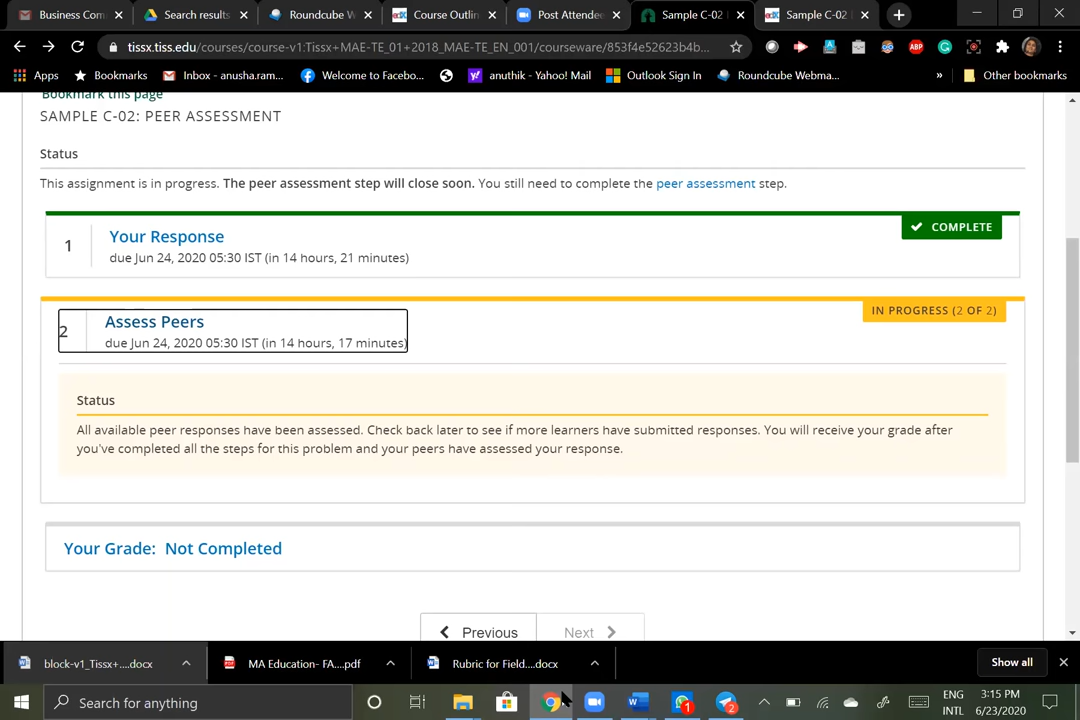 Business Com
Search results
Roundcube W
Course Outlin
Post Attendee
Sample C-02
Sample C-02
tissx.tiss.edu/courses/course-v1:Tissx+MAE-TE_01+2018_MAE-TE_EN_001/courseware/853f4e52623b4b...
Apps
Bookmarks
Inbox - anusha.ram...
Welcome to Facebo...
anuthik - Yahoo! Mail
Outlook Sign In
Roundcube Webma...
»
Other bookmarks
Bookmark this page
SAMPLE C-02: PEER ASSESSMENT
Status
This assignment is in progress. The peer assessment step will close soon. You still need to complete the peer assessment step.
1
Your Response
due Jun 24, 2020 05:30 IST (in 14 hours, 21 minutes)
COMPLETE
2
Assess Peers
due Jun 24, 2020 05:30 IST (in 14 hours, 17 minutes)
IN PROGRESS (2 OF 2)
Status
All available peer responses have been assessed. Check back later to see if more learners have submitted responses. You will receive your grade after
you've completed all the steps for this problem and your peers have assessed your response.
Your Grade: Not Completed
Previous
Next
block-v1_Tissx+....docx
MA Education- FA....pdf
Rubric for Field....docx
Show all
Type here to search
ENG
INTL
3:15 PM
6/23/2020